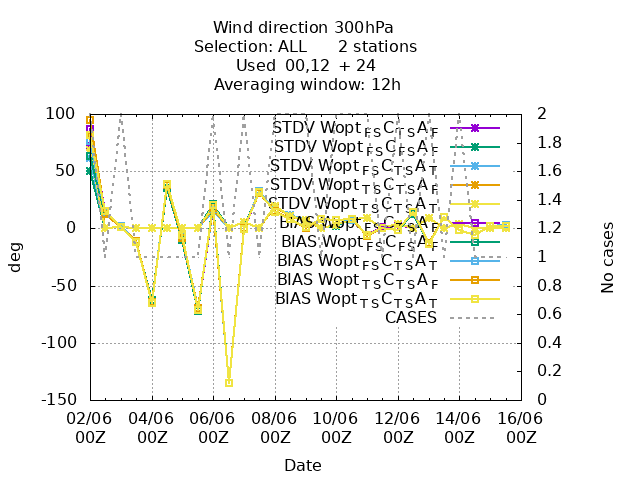 Wind direction 300hPa
Selection: ALL 2 stations
Used 00,12 + 24
Averaging window: 12h
STDV Wopt FS C TS A F
STDV Wopt FS C FS A F
STDV Wopt FS C TS A T
STDV Wopt TS C TS A F
STDV Wopt TS C TS A T
BIAS Wopt FS C TS A F
BIAS Wopt FS C FS A F
BIAS Wopt FS C TS A T
BIAS Wopt TS C TS A F
BIAS Wopt TS C TS A T
CASES
100
50
0
-50
-100
-150
deg
2
1.8
1.6
1.4
1.2
1
0.8
0.6
0.4
0.2
0
No cases
02/06 04/06 06/06 08/06 10/06 12/06 14/06 16/06
00Z 00Z 00Z 00Z 00Z 00Z 00Z 00Z
Date